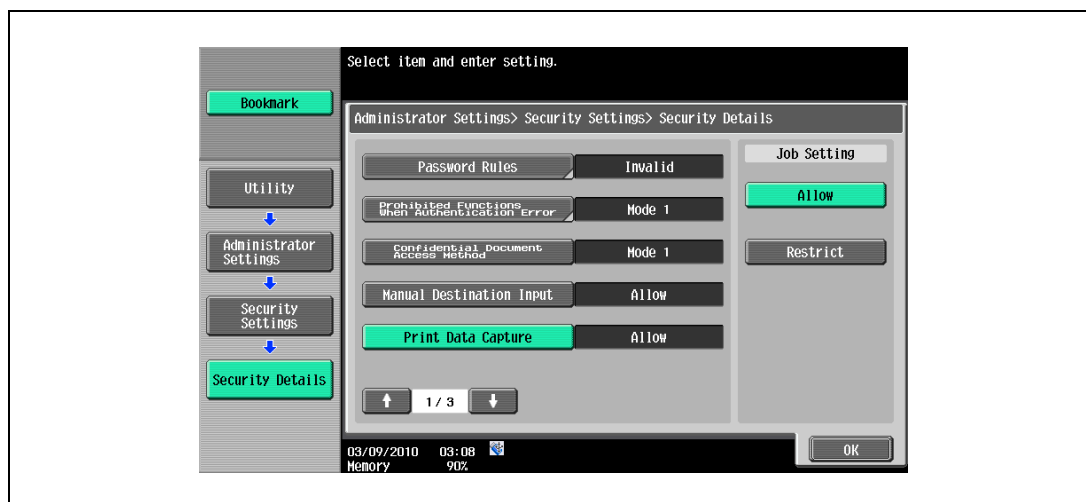 Select item and enter setting.
Bookmark
Administrator Settings> Security Settings> Security Details
Utility
Administrator
Settings
Security
Settings
Security Details
Password Rules
Invalid
Prohibited Functions
When Authentication Error
Mode 1
Confidential Document
Access Method
Mode 1
Manual Destination Input
Allow
Print Data Capture
Allow
1/ 3
Job Setting
Allow
Restrict
03/09/2010 03:08
Memory 90%
OK